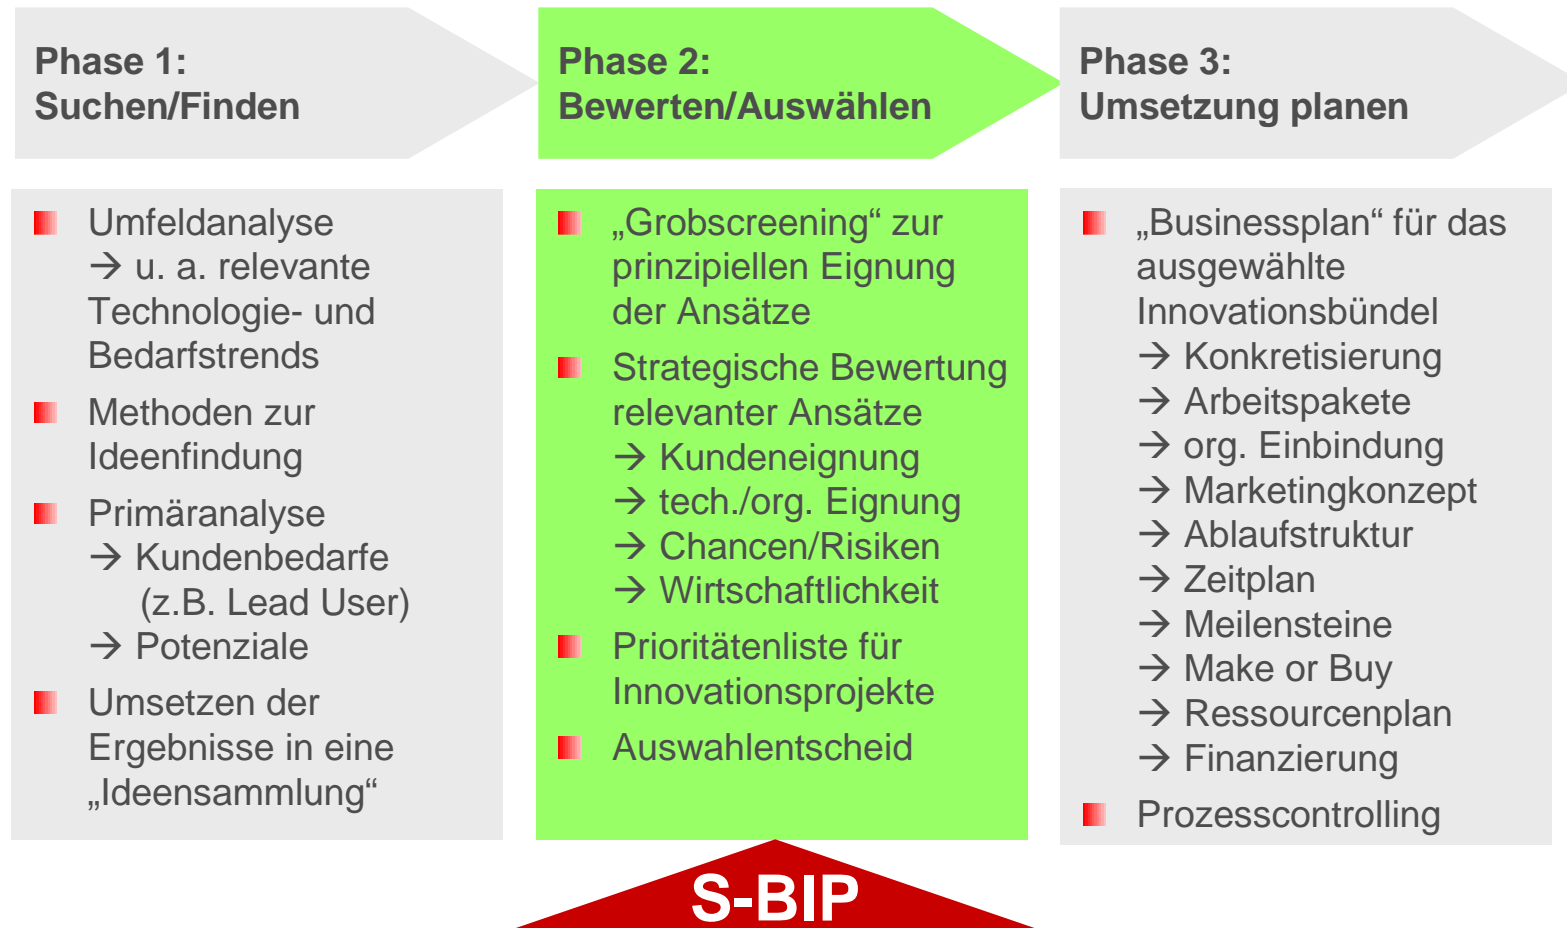 Phase 1:
Suchen/Finden
Umfeldanalyse
→ u. a. relevante
Technologie- und
Bedarfstrends
Methoden zur
Ideenfindung
Primäranalyse
→ Kundenbedarfe
(z.B. Lead User)
→ Potenziale
Umsetzen der
Ergebnisse in eine
„Ideensammlung“
Phase 2:
Bewerten/Auswählen
„Grobscreening“ zur
prinzipiellen Eignung
der Ansätze
Strategische Bewertung
relevanter Ansätze
→ Kundeneignung
→ tech./org. Eignung
→ Chancen/Risiken
→ Wirtschaftlichkeit
Prioritätenliste für
Innovationsprojekte
Auswahlentscheid
Phase 3:
Umsetzung planen
„Businessplan“ für das
ausgewählte
Innovationsbündel
→ Konkretisierung
→ Arbeitspakete
→ org. Einbindung
→ Marketingkonzept
→ Ablaufstruktur
→ Zeitplan
→ Meilensteine
→ Make or Buy
→ Ressourcenplan
→ Finanzierung
Prozesscontrolling
S-BIP